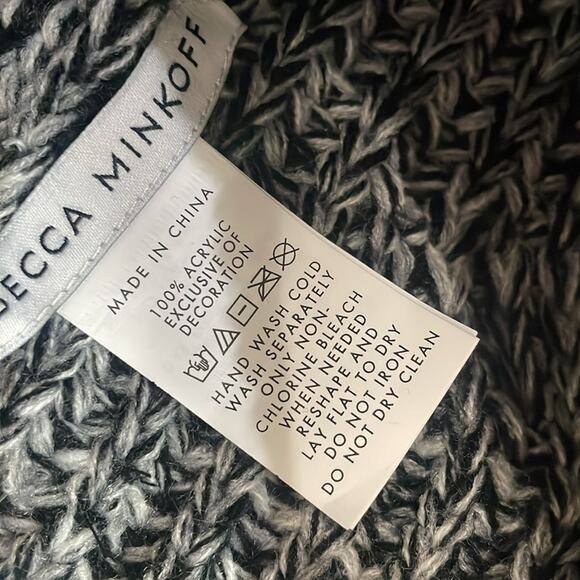 BECCA MINKOFF
MADE IN CHINA
100% ACRYLIC
EXCLUSIVE OF
DECORATION
HAND WASH COLD
WASH SEPARATELY
ONLY NON-
CHLORINE BLEACH
WHEN NEEDED
RESHAPE AND
LAY FLAT TO DRY
DO NOT IRON
DO NOT DRY CLEAN